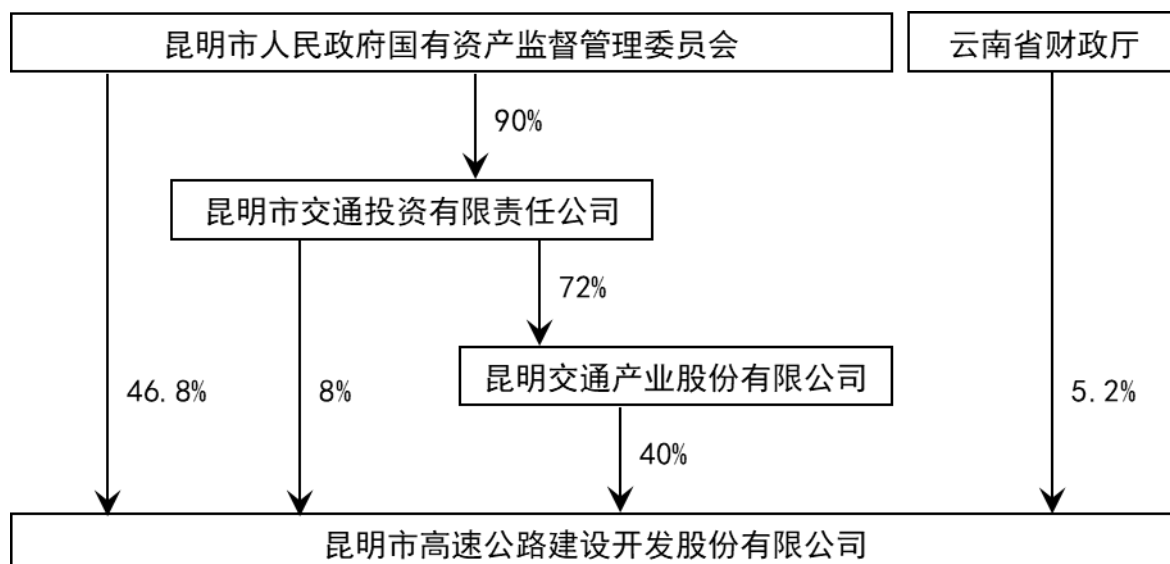 昆明市人民政府国有资产监督管理委员会
云南省财政厅
90%
昆明市交通投资有限责任公司
72%
昆明交通产业股份有限公司
46.8%
8%
5.2%
40%
昆明市高速公路建设开发股份有限公司